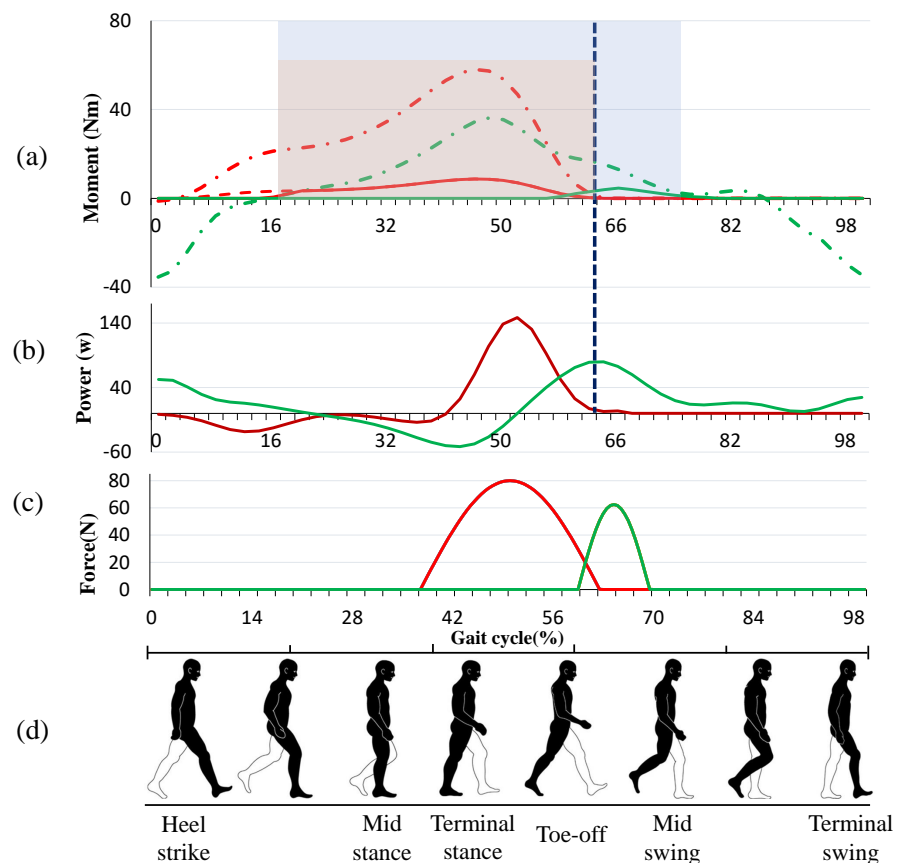 (a)
Moment (Nm)
80
40
0
-40
0 16 32 50 66 82 98
(b)
Power (w)
140
40
-60
0 16 32 50 66 82 98
(c)
Force(N)
80
60
40
20
0
0 14 28 42 56 70 84 98
Gait cycle(%)
(d)
Heel
strike
Mid
stance
Terminal
stance
Toe-off
Mid
swing
Terminal
swing